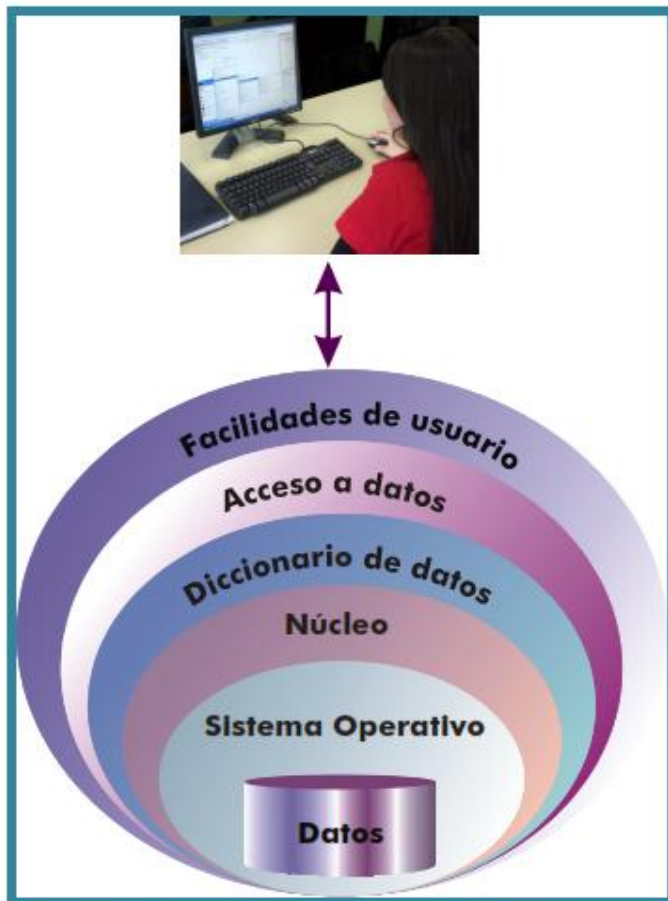 Facilidades de usuario
Acceso a datos
Diccionario de datos
Núcleo
Sistema Operativo
Datos